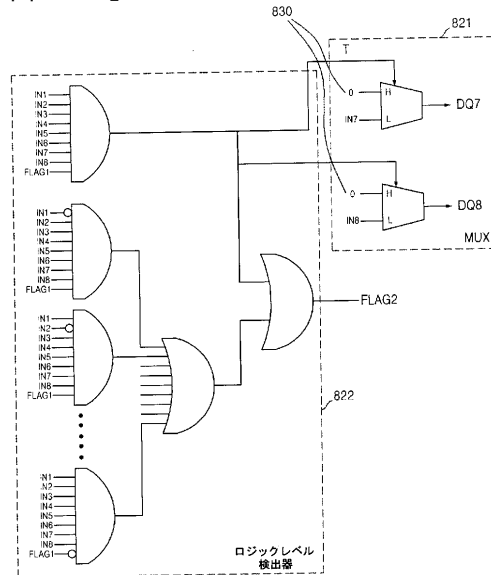 830
821
T
0
H
IN7
L
DQ7
0
H
IN8
L
DQ8
MUX
IN1
IN2
IN3
IN4
IN5
IN6
IN7
IN8
FLAG1
IN1
IN2
IN3
IN4
IN5
IN6
IN7
IN8
FLAG1
FLAG2
IN1
IN2
IN3
IN4
IN5
IN6
IN7
IN8
FLAG1
822
IN1
IN2
IN3
IN4
IN5
IN6
IN7
IN8
FLAG1
ロジックレベル
検出器